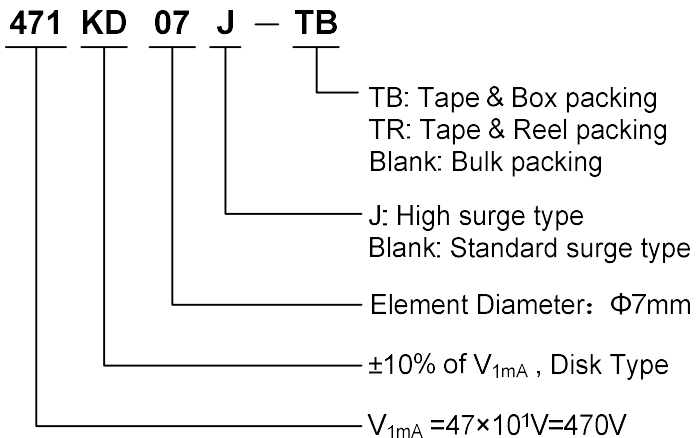 471 KD 07 J – TB
TB: Tape & Box packing
TR: Tape & Reel packing
Blank: Bulk packing
J: High surge type
Blank: Standard surge type
Element Diameter： Φ7mm
±10% of V1mA , Disk Type
V1mA =47×10¹V=470V